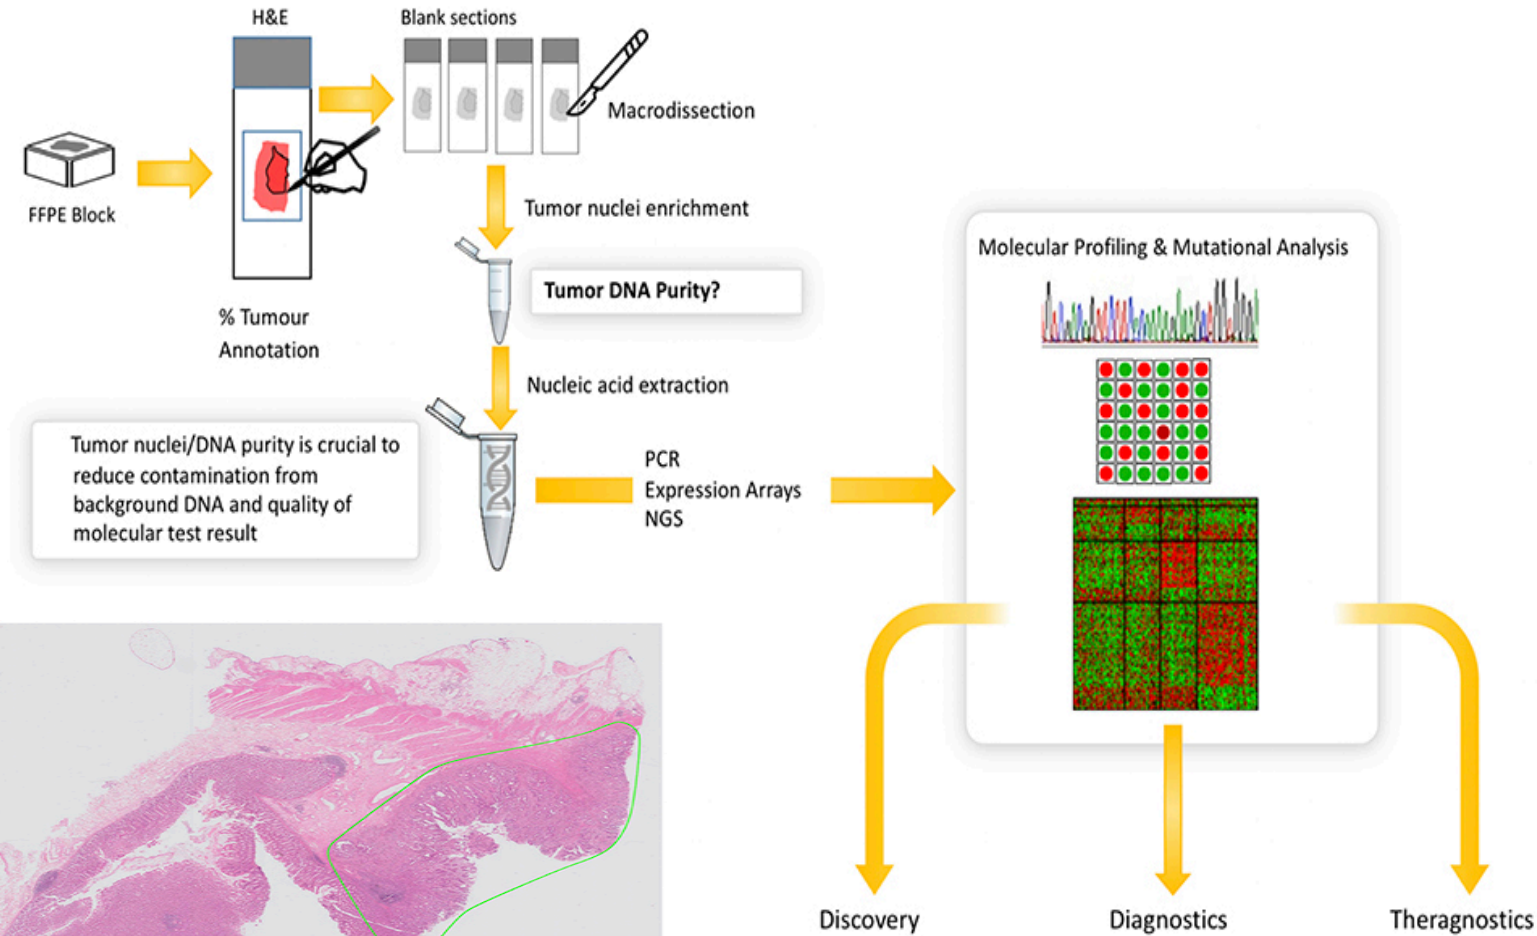 H&E
Blank sections
Macrodissection
FFPE Block
Tumor nuclei enrichment
Tumor DNA Purity?
% Tumour
Annotation
Nucleic acid extraction
Tumor nuclei/DNA purity is crucial to
reduce contamination from
background DNA and quality of
molecular test result
PCR
Expression Arrays
NGS
Molecular Profiling & Mutational Analysis
Discovery
Diagnostics
Theragnostics